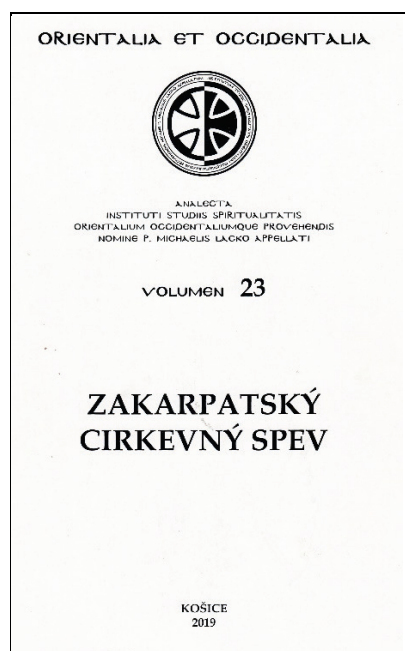 ORIENTALIA ET OCCIDENTALIA
ANALECTA
INSTITUTI STUDIIS SPIRITUALITATIS
ORIENTALIUM OCCIDENTALIUMQUE PROVEHENDIS
NOMINE P. MICHAELIS LACKO APPELLATI
VOLUMEN 23
ZAKARPATSKÝ
CIRKEVNÝ SPEV
KOŠICE
2019